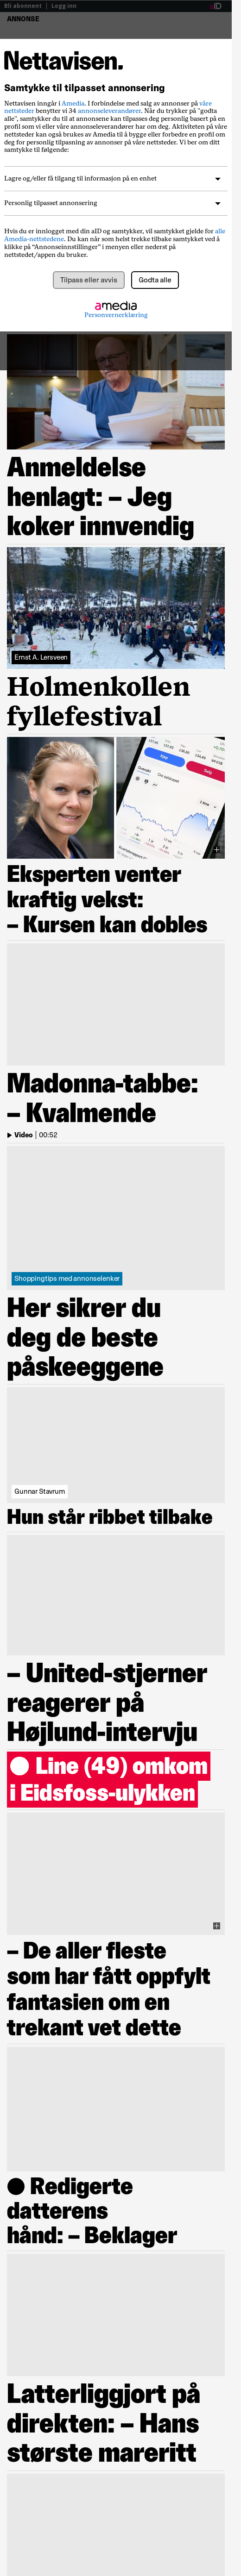 Bli abonnent | Logg inn
ANNONSE
Nettavisen.
Samtykke til tilpasset annonsering
Nettavisen inngår i Amedia. I forbindelse med salg av annonser på våre
nettsteder benytter vi 34 annonseleverandører. Når du trykker på "godta
alle", samtykker du til at annonsene kan tilpasses deg personlig basert på en
profil som vi eller våre annonseleverandører har om deg. Aktiviteten på våre
nettsteder kan også brukes av Amedia til å bygge eller forbedre en profil om
deg for personlig tilpasning av annonser på våre nettsteder. Vi ber om ditt
samtykke til følgende:
Lagre og/eller få tilgang til informasjon på en enhet
Personlig tilpasset annonsering
Hvis du er innlogget med din aID og samtykker, vil samtykket gjelde for alle
Amedia-nettstedene. Du kan når som helst trekke tilbake samtykket ved å
klikke på “Annonseinnstillinger” i menyen eller nederst på
nettstedet/appen du bruker.
Tilpass eller avvis
Godta alle
amedia
Personvernerklæring
Anmeldelse
henlagt: – Jeg
koker innvendig
Ernst A. Lersveen
Holmenkollen
fyllefestival
Kjøp
Selg
Eksperten venter
kraftig vekst:
– Kursen kan dobles
Madonna-tabbe:
– Kvalmende
Video | 00:52
Shoppingtips med annonselenker
Her sikrer du
deg de beste
påskeeggene
Gunnar Stavrum
Hun står ribbet tilbake
– United-stjerner
reagerer på
Højlund-intervju
Line (49) omkom
i Eidsfoss-ulykken
– De aller fleste
som har fått oppfylt
fantasien om en
trekant vet dette
Redigerte
datterens
hånd: – Beklager
Latterliggjort på
direkten: – Hans
største mareritt